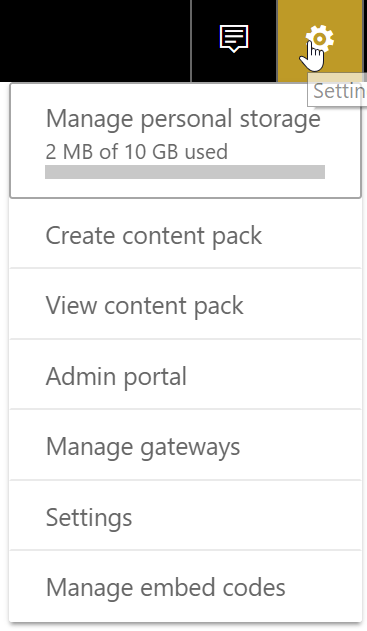 Settin
Manage personal storage
2 MB of 10 GB used
Create content pack
View content pack
Admin portal
Manage gateways
Settings
Manage embed codes